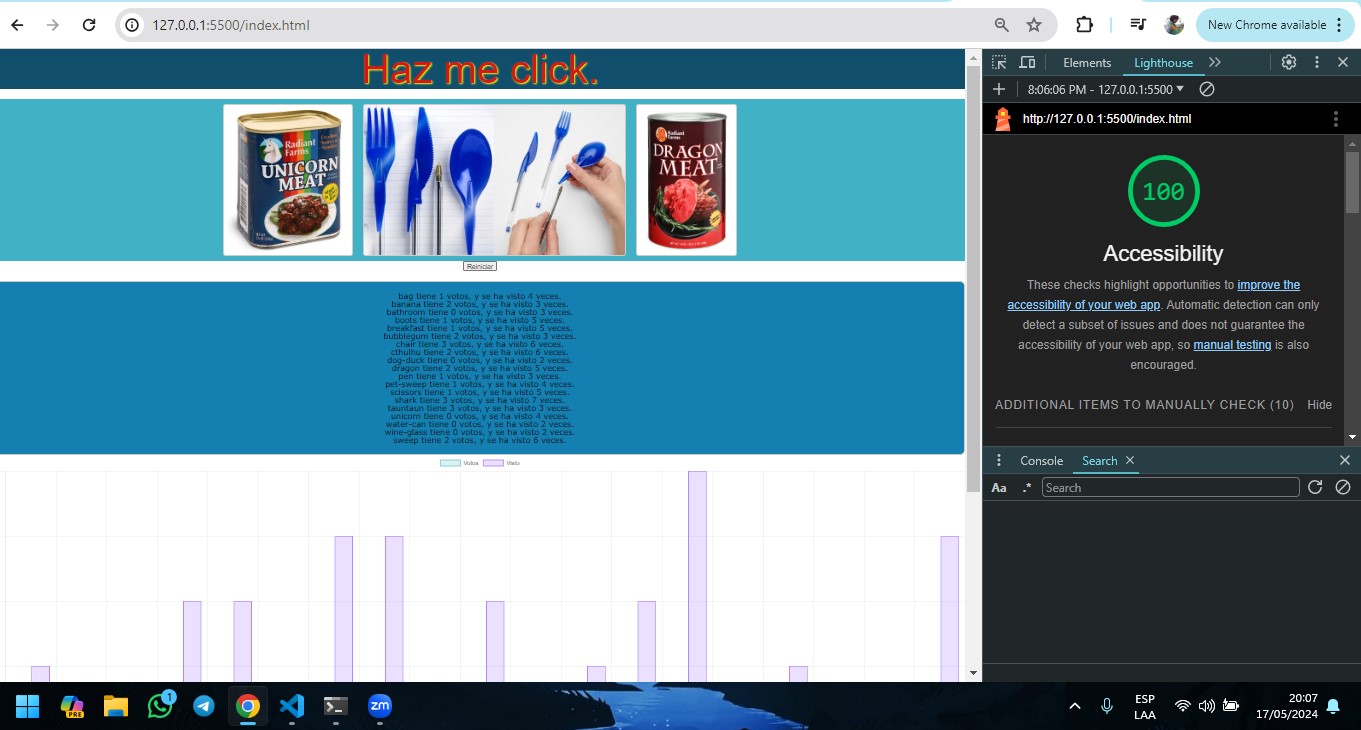 127.0.0.1:5500/index.html
New Chrome available
Haz me click.
Radiant
Farms
UNICORN
MEAT
Radiant
Farms
DRAGON
MEAT
Reiniciar
bag tiene 1 votos, y se ha visto 4 veces.
banana tiene 2 votos, y se ha visto 3 veces.
bathroom tiene 0 votos, y se ha visto 3 veces.
boots tiene 1 votos, y se ha visto 5 veces.
breakfast tiene 1 votos, y se ha visto 5 veces.
bubblegum tiene 2 votos, y se ha visto 3 veces.
chair tiene 3 votos, y se ha visto 6 veces.
cthulhu tiene 2 votos, y se ha visto 6 veces.
dog-duck tiene 0 votos, y se ha visto 2 veces.
dragon tiene 2 votos, y se ha visto 5 veces.
pen tiene 1 votos, y se ha visto 3 veces.
pet-sweep tiene 1 votos, y se ha visto 4 veces.
scissors tiene 1 votos, y se ha visto 5 veces.
shark tiene 3 votos, y se ha visto 7 veces.
tauntaun tiene 3 votos, y se ha visto 3 veces.
unicorn tiene 0 votos, y se ha visto 4 veces.
water-can tiene 0 votos, y se ha visto 2 veces.
wine-glass tiene 0 votos, y se ha visto 2 veces.
sweep tiene 2 votos, y se ha visto 6 veces.
Votos Visto
Elements Lighthouse
8:06:06 PM - 127.0.0.1:5500
http://127.0.0.1:5500/index.html
100
Accessibility
These checks highlight opportunities to improve the
accessibility of your web app. Automatic detection can only
detect a subset of issues and does not guarantee the
accessibility of your web app, so manual testing is also
encouraged.
ADDITIONAL ITEMS TO MANUALLY CHECK (10) Hide
Console Search
Aa .* Search
PRE
1
zm
ESP
LAA
20:07
17/05/2024